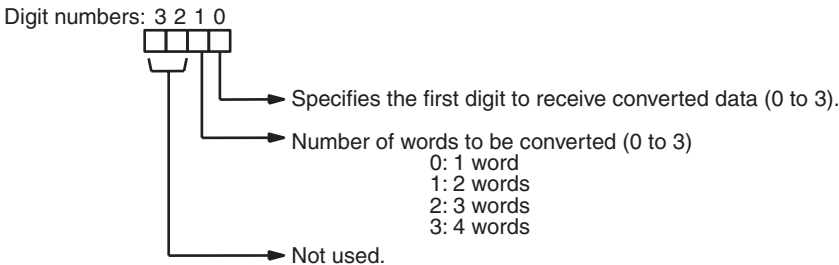 Digit numbers: 3 2 1 0
Specifies the first digit to receive converted data (0 to 3).
Number of words to be converted (0 to 3)
0: 1 word
1: 2 words
2: 3 words
3: 4 words
Not used.